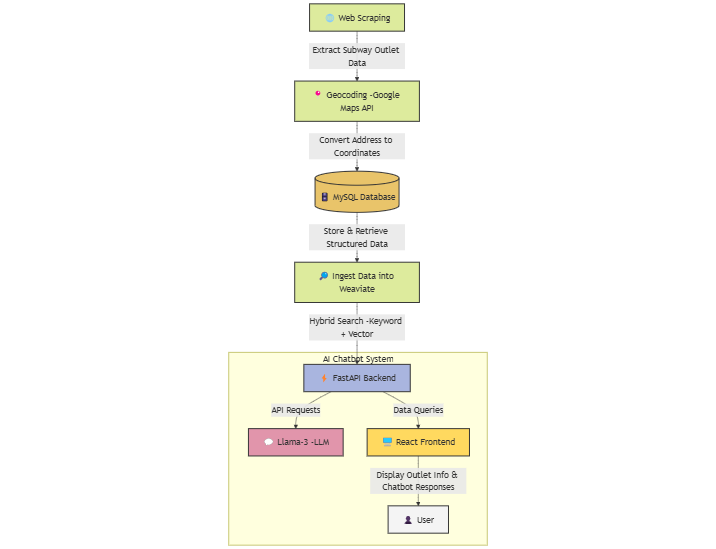 Web Scraping
Extract Subway Outlet
Data
Geocoding -Google
Maps API
Convert Address to
Coordinates
MySQL Database
Store & Retrieve
Structured Data
Ingest Data into
Weaviate
Hybrid Search -Keyword
+ Vector
AI Chatbot System
FastAPI Backend
API Requests
Data Queries
Llama-3 -LLM
React Frontend
Display Outlet Info &
Chatbot Responses
User